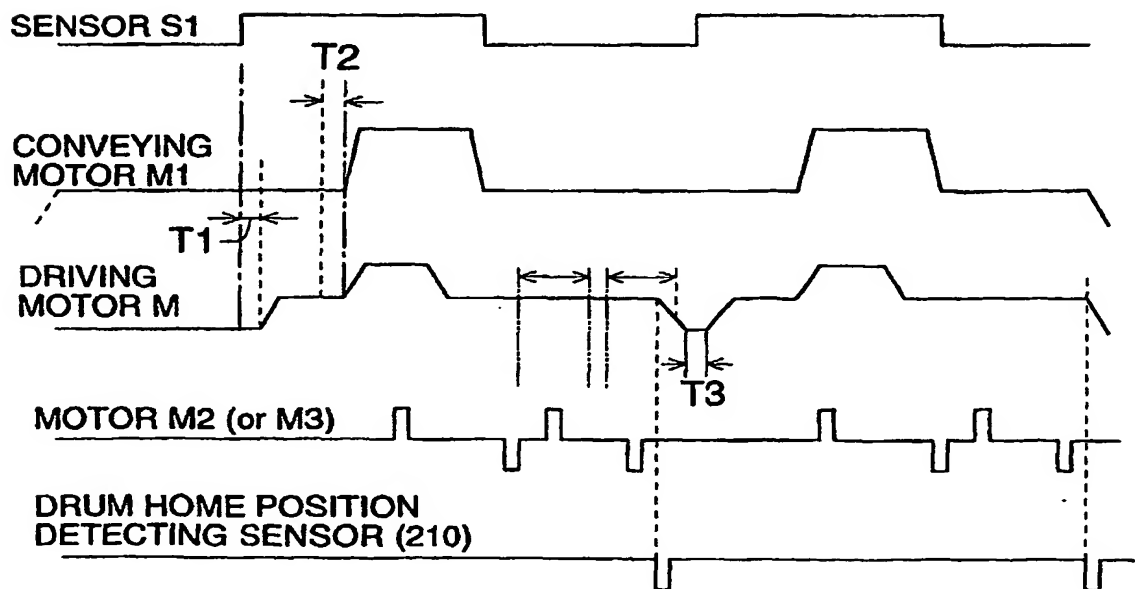 SENSOR S1
T2
CONVEYING
MOTOR M1
T1
DRIVING
MOTOR M
T3
MOTOR M2 (or M3)
DRUM HOME POSITION
DETECTING SENSOR (210)